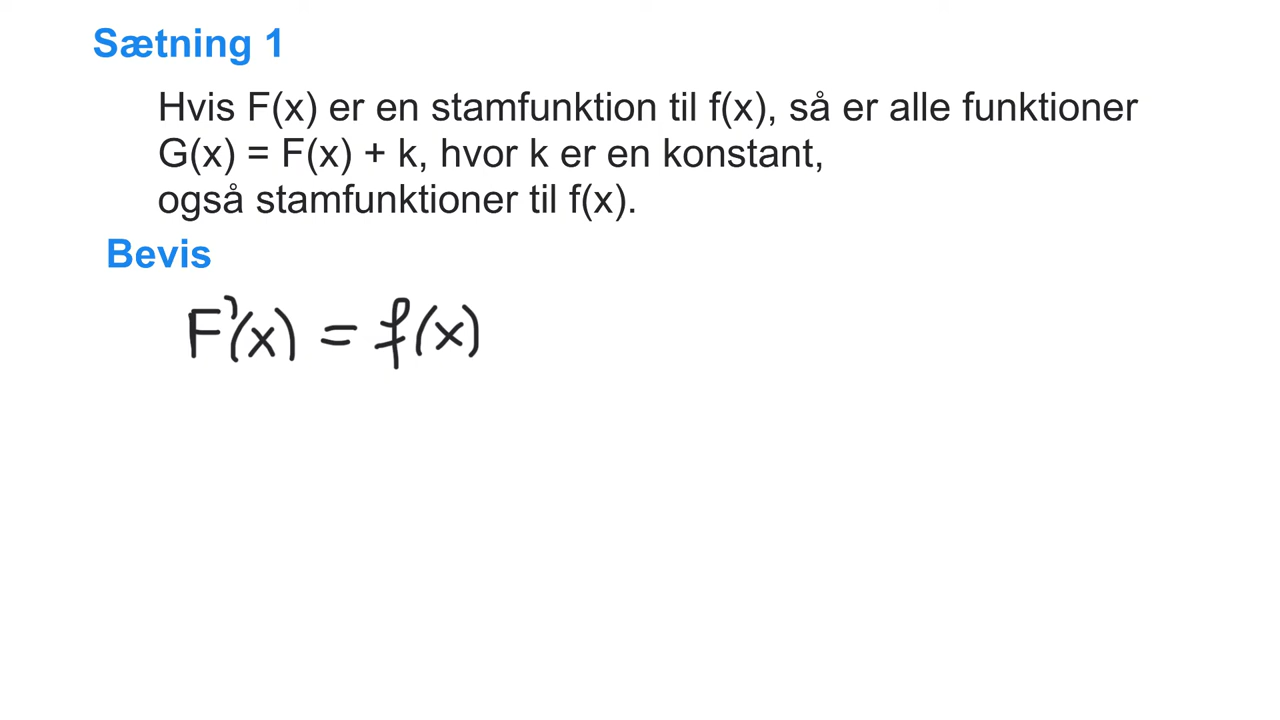 Sætning 1
Hvis F(x) er en stamfunktion til f(x), så er alle funktioner
G(x) = F(x) + k, hvor k er en konstant,
også stamfunktioner til f(x).
Bevis
F'(x) = f(x)